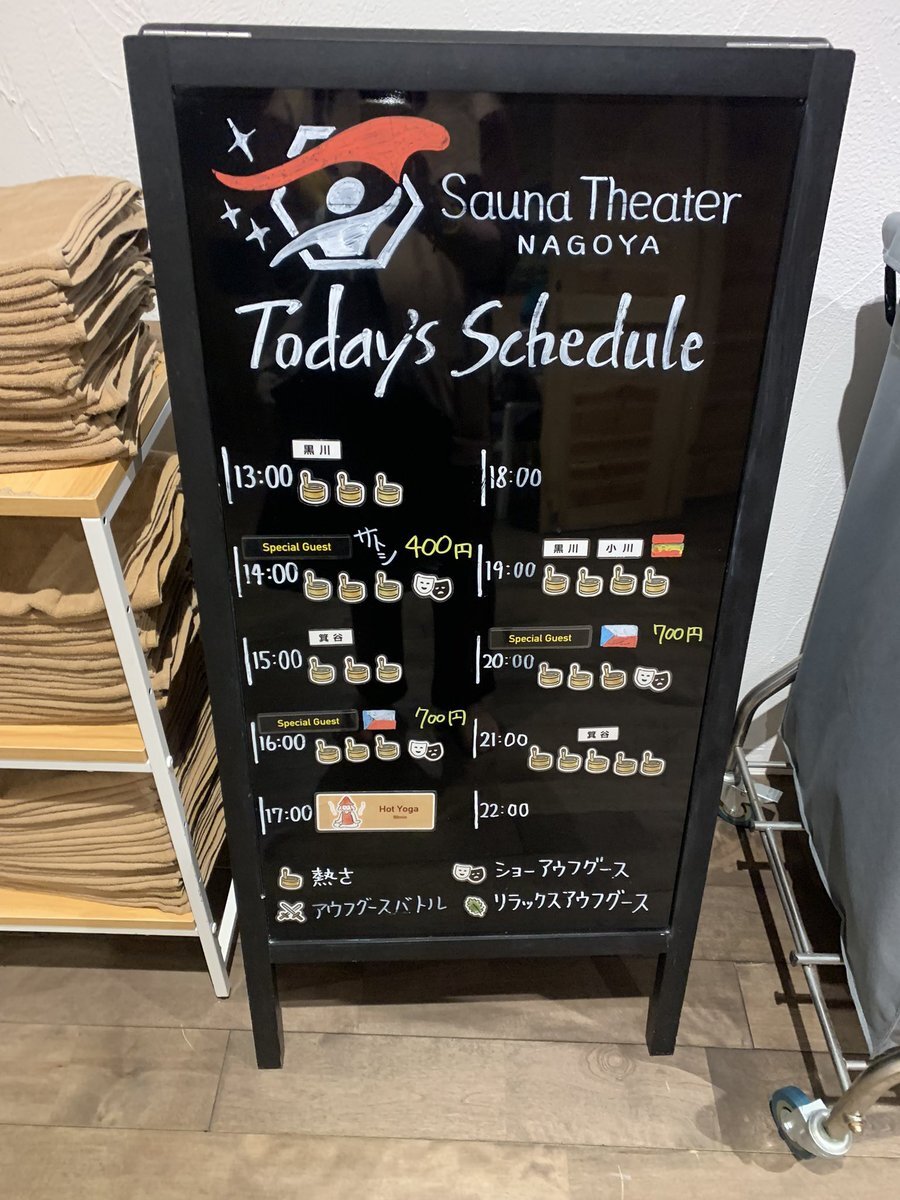 Sauna Theater
NAGOYA
Today's Schedule
黒川
13:00
Special Guest サトシ 400円
14:00
箕谷
15:00
Special Guest 700円
16:00
17:00 Hot Yoga
18:00
黒川 小川
19:00
Special Guest 700円
20:00
箕谷
21:00
22:00
熱さ
ショーアウフグース
アウフグースバトル
リラックスアウフグース